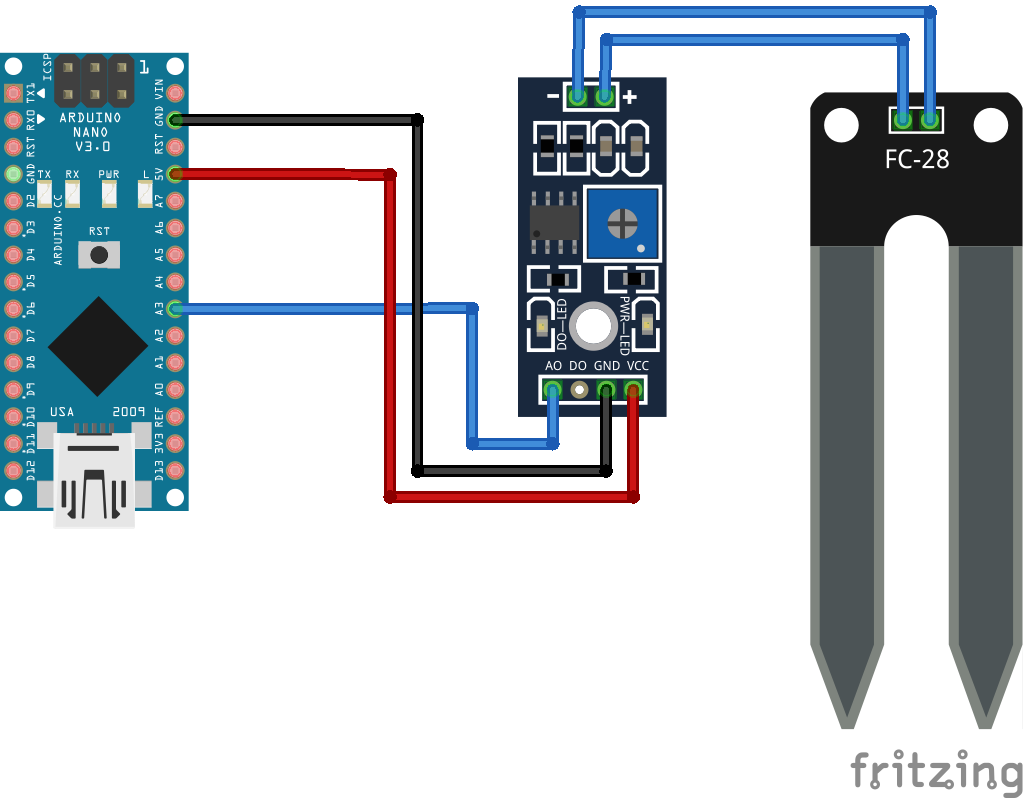 ICSP
1
TX1
RX0
RST
GND
D2
D3
D4
D5
D6
D7
D8
D9
D10
D11
D12
ARDUINO
NANO
V3.0
TX RX PWR L
ARDUINO.CC
RST
USA 2009
VIN
GND
RST
5V
A7
A6
A5
A4
A3
A2
A1
A0
REF
3V3
D13
- +
DO—LED
PWR—LED
AO DO GND VCC
FC-28
fritzing